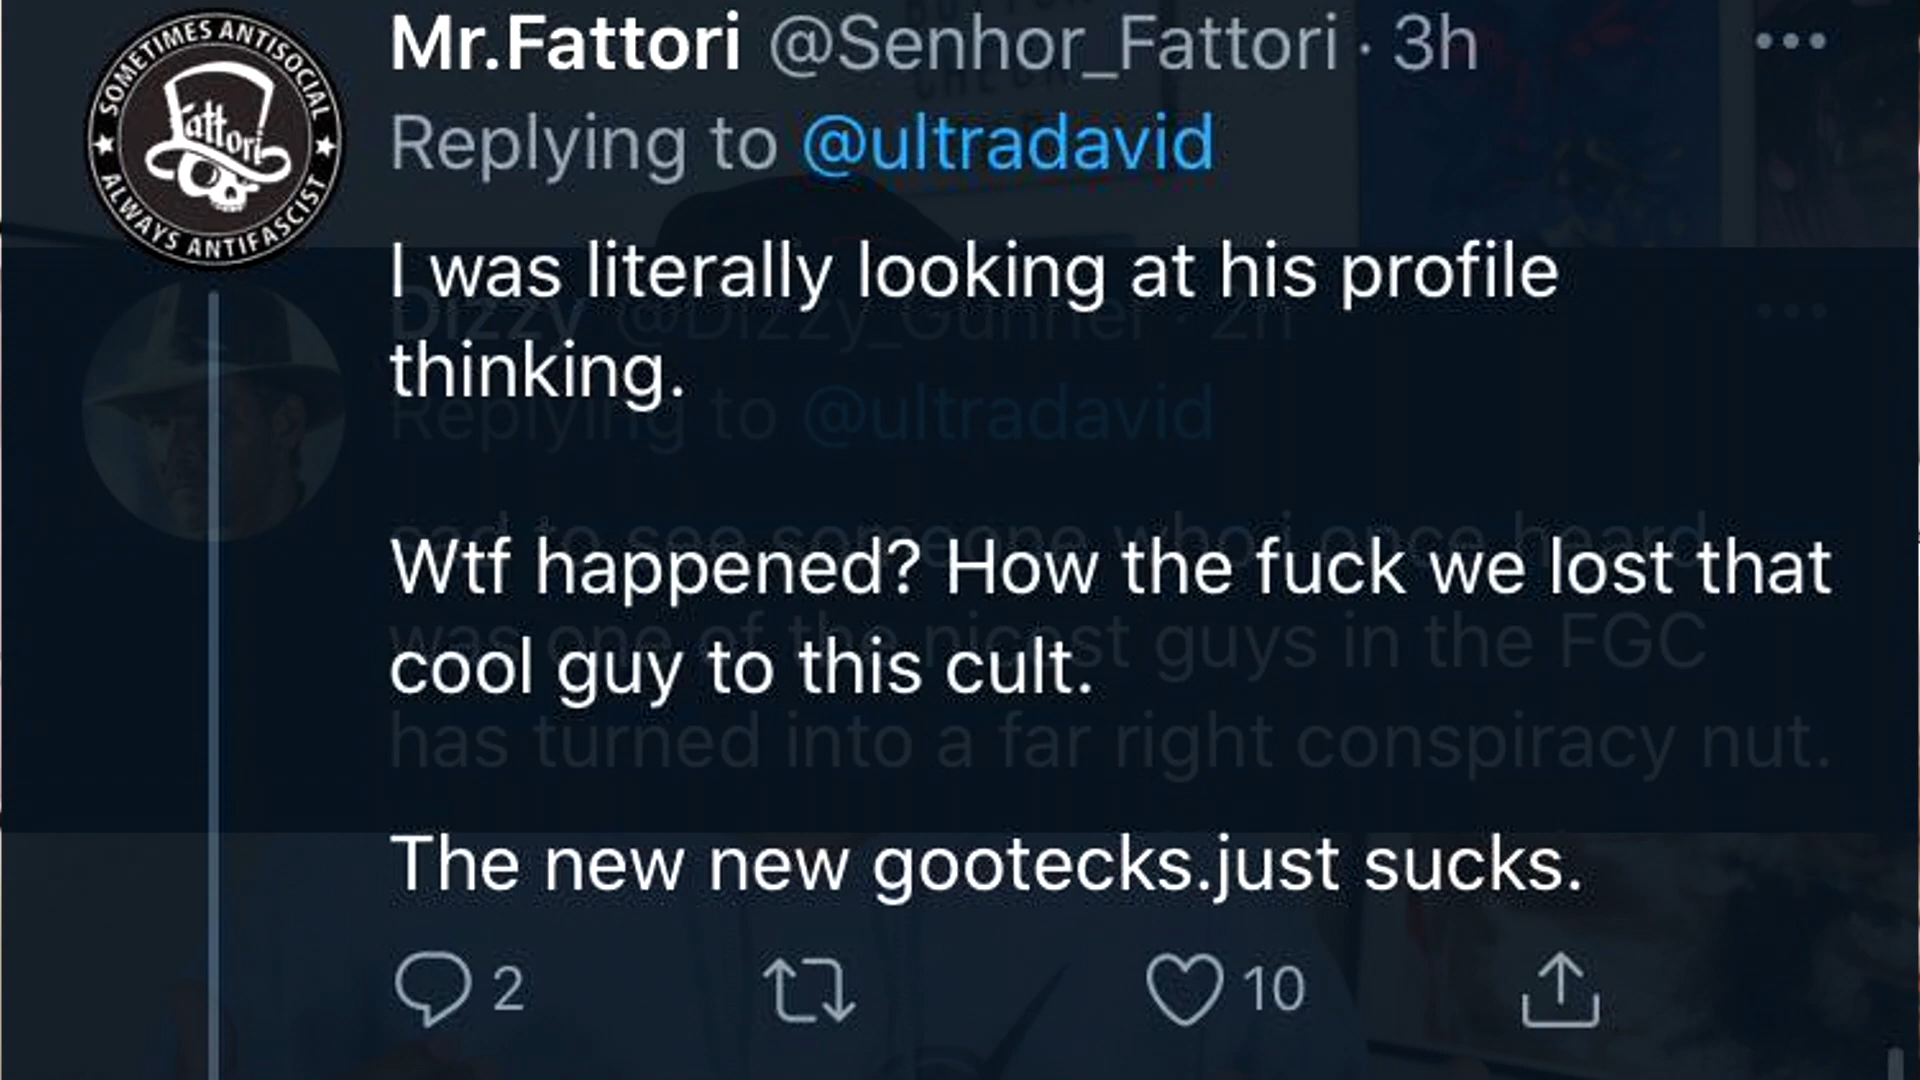 SOMETIMES ANTISOCIAL
Fattori
ALWAYS ANTIFASCIST
Mr.Fattori @Senhor_Fattori · 3h
Replying to @ultradavid
I was literally looking at his profile
Dizzy @Dizzy_Gunner · 2h
thinking.
Replying to @ultradavid
sad to see someone who i once heard
Wtf happened? How the fuck we lost that
was one of the nicest guys in the FGC
cool guy to this cult.
has turned into a far right conspiracy nut.
The new new gootecks.just sucks.
2 10